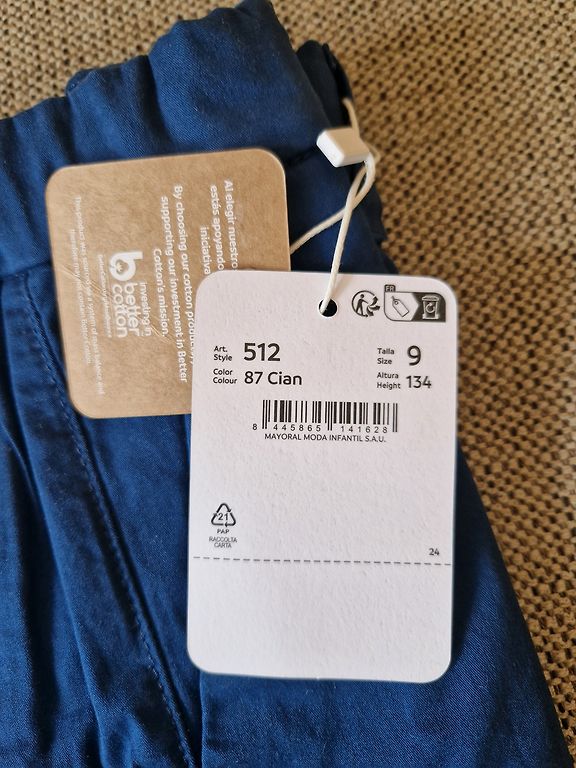 Al elegir nuestro
estás apoyando
iniciativa
By choosing our cotton products
supporting our investment in Better
Cotton's mission.
investing in
better
cotton
FR
Art.
Style
512
Talla
Size
9
Color
Colour
87 Cian
Altura
Height
134
8 445865 141628
MAYORAL MODA INFANTIL S.A.U.
21
PAP
RACCOLTA
CARTA
24